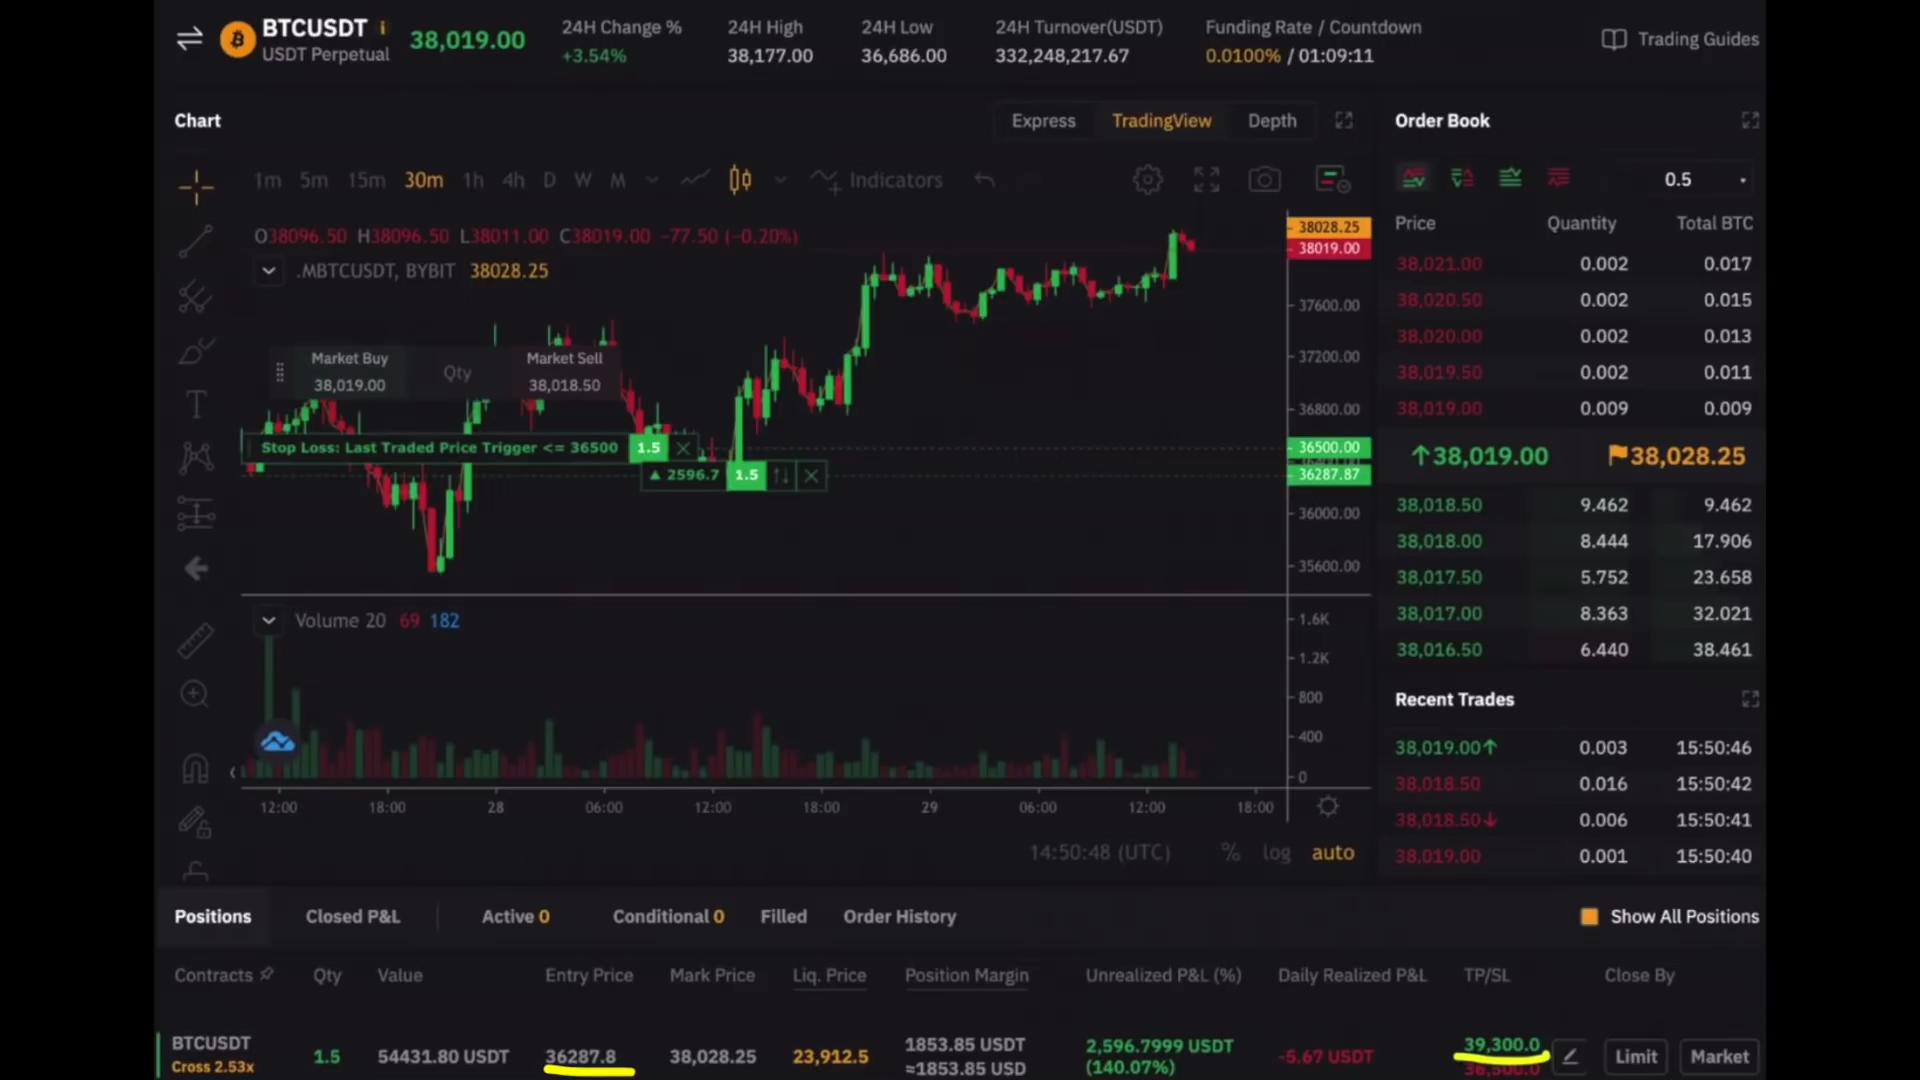 BTCUSDT i
USDT Perpetual
38,019.00
24H Change %
+3.54%
24H High
38,177.00
24H Low
36,686.00
24H Turnover(USDT)
332,248,217.67
Funding Rate / Countdown
0.0100% / 01:09:11
Trading Guides
Chart
Express TradingView Depth
1m 5m 15m 30m 1h 4h D W M Indicators
O38096.50 H38096.50 L38011.00 C38019.00 -77.50 (-0.20%)
.MBTCUSDT, BYBIT 38028.25
Market Buy
38,019.00
Qty
Market Sell
38,018.50
Stop Loss: Last Traded Price Trigger <= 36500 1.5
2596.7 1.5
38028.25
38019.00
37600.00
37200.00
36800.00
36500.00
36287.87
36000.00
35600.00
Volume 20 69 182
1.6K
1.2K
800
400
0
12:00 18:00 28 06:00 12:00 18:00 29 06:00 12:00 18:00
14:50:48 (UTC) % log auto
Order Book
0.5
Price Quantity Total BTC
38,021.00 0.002 0.017
38,020.50 0.002 0.015
38,020.00 0.002 0.013
38,019.50 0.002 0.011
38,019.00 0.009 0.009
↑38,019.00 38,028.25
38,018.50 9.462 9.462
38,018.00 8.444 17.906
38,017.50 5.752 23.658
38,017.00 8.363 32.021
38,016.50 6.440 38.461
Recent Trades
38,019.00↑ 0.003 15:50:46
38,018.50 0.016 15:50:42
38,018.50↓ 0.006 15:50:41
38,019.00 0.001 15:50:40
Positions Closed P&L Active 0 Conditional 0 Filled Order History
Show All Positions
Contracts Qty Value Entry Price Mark Price Liq. Price Position Margin Unrealized P&L (%) Daily Realized P&L TP/SL Close By
BTCUSDT
Cross 2.53x
1.5
54431.80 USDT
36287.8
38,028.25
23,912.5
1853.85 USDT
≈1853.85 USD
2,596.7999 USDT
(140.07%)
-5.67 USDT
39,300.0
36,500.0
Limit
Market